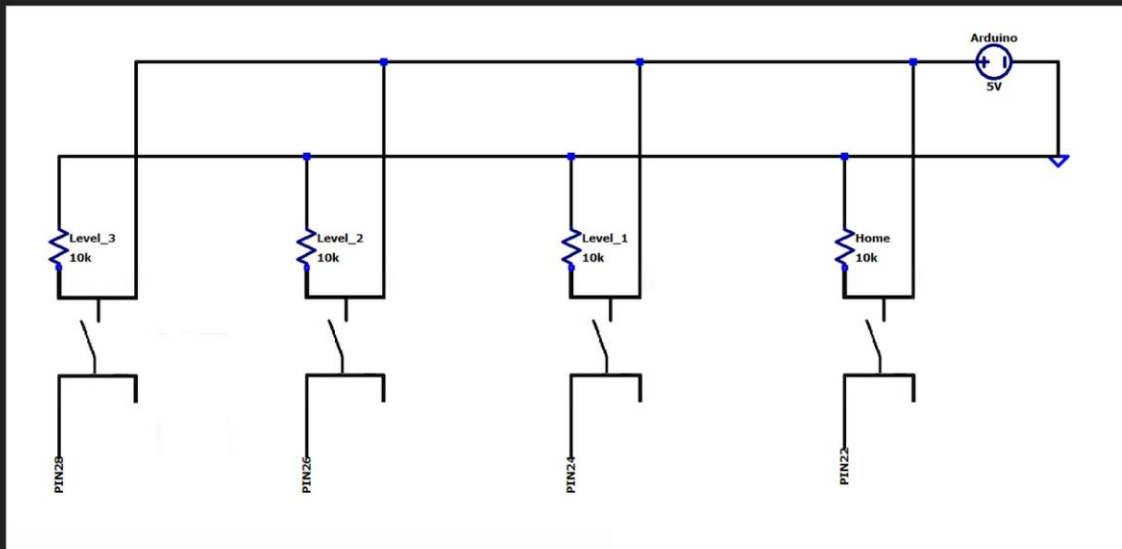 Arduino
5V
Level_3
10k
Level_2
10k
Level_1
10k
Home
10k
PIN28
PIN26
PIN24
PIN22